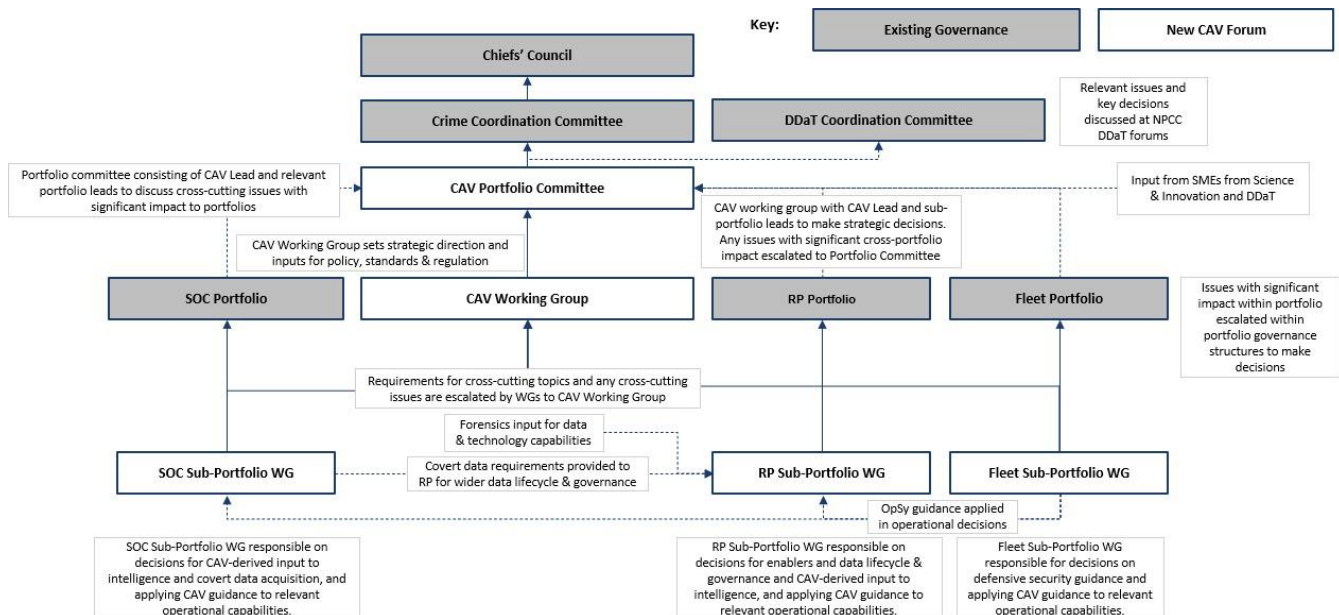 Key:
Existing Governance
New CAV Forum
Chiefs' Council
Crime Coordination Committee
DDaT Coordination Committee
Relevant issues and
key decisions
discussed at NPCC
DDaT forums
Portfolio committee consisting of CAV Lead and relevant
portfolio leads to discuss cross-cutting issues with
significant impact to portfolios
CAV Portfolio Committee
Input from SMEs from Science
& Innovation and DDaT
CAV Working Group sets strategic direction and
inputs for policy, standards & regulation
CAV working group with CAV Lead and sub-
portfolio leads to make strategic decisions.
Any issues with significant cross-portfolio
impact escalated to Portfolio Committee
SOC Portfolio
CAV Working Group
RP Portfolio
Fleet Portfolio
Issues with significant
impact within portfolio
escalated within
portfolio governance
structures to make
decisions
Requirements for cross-cutting topics and any cross-cutting
issues are escalated by WGs to CAV Working Group
Forensics input for data
& technology capabilities
SOC Sub-Portfolio WG
Covert data requirements provided to
RP for wider data lifecycle & governance
RP Sub-Portfolio WG
Fleet Sub-Portfolio WG
OpSy guidance applied
in operational decisions
SOC Sub-Portfolio WG responsible on
decisions for CAV-derived input to
intelligence and covert data acquisition, and
applying CAV guidance to relevant
operational capabilities.
RP Sub-Portfolio WG responsible on
decisions for enablers and data lifecycle &
governance and CAV-derived input to
intelligence, and applying CAV guidance to
relevant operational capabilities.
Fleet Sub-Portfolio WG
responsible for decisions on
defensive security guidance and
applying CAV guidance to relevant
operational capabilities.